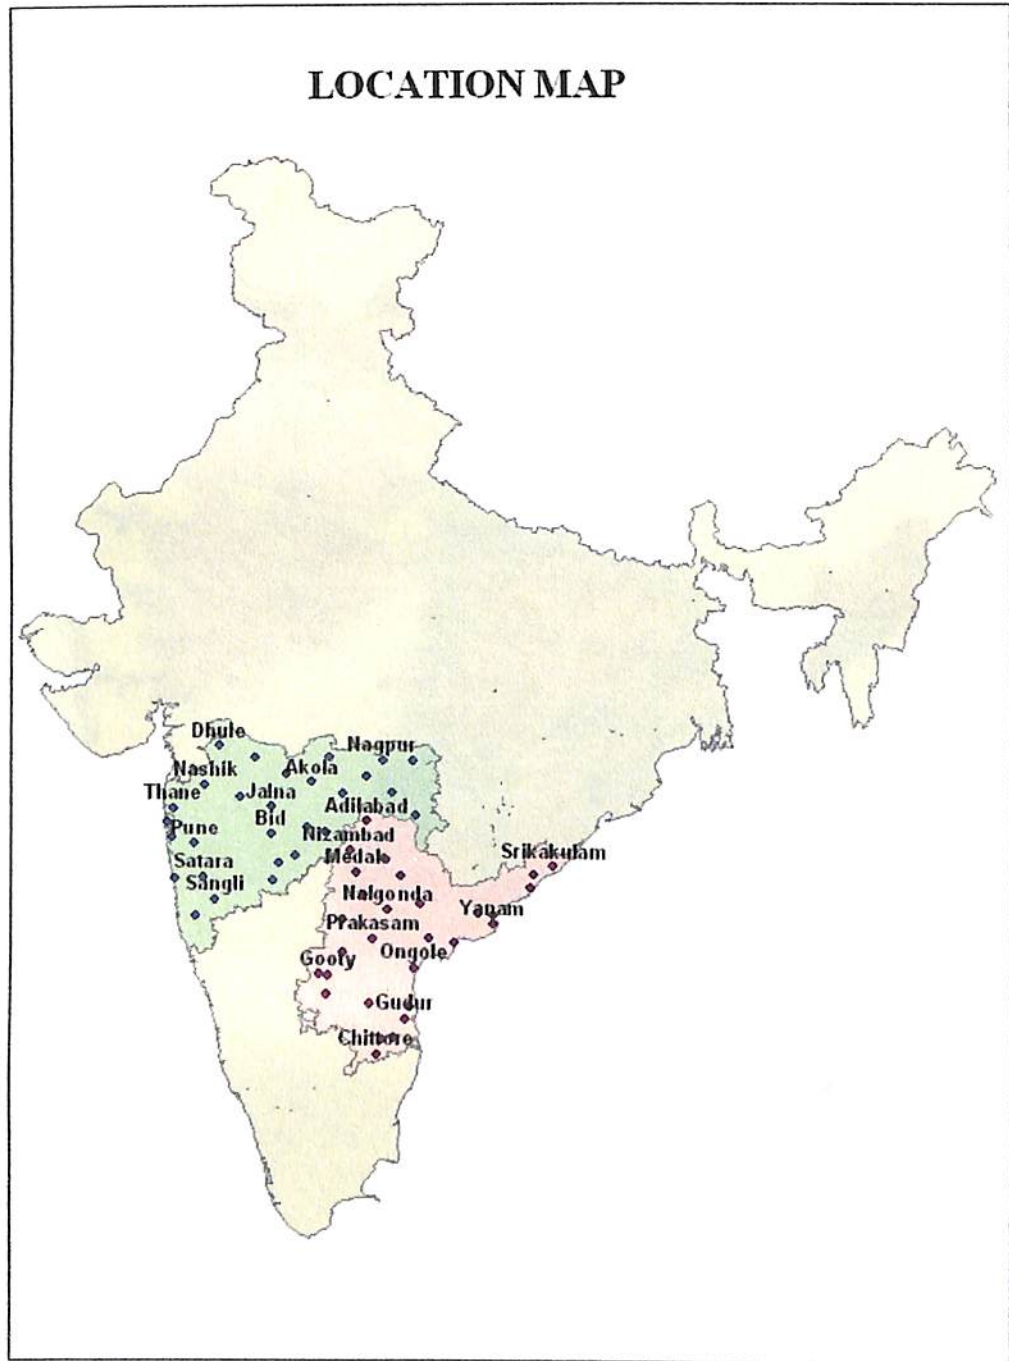 LOCATION MAP
Dhule
Nagpur
Nashik
Akola
Thane
Jalna
Adilabad
Bid
Pune
Nizambad
Srikakulam
Medak
Satara
Sangli
Nalgonda
Yanam
Prakasam
Ongole
Gooty
Gudur
Chittore